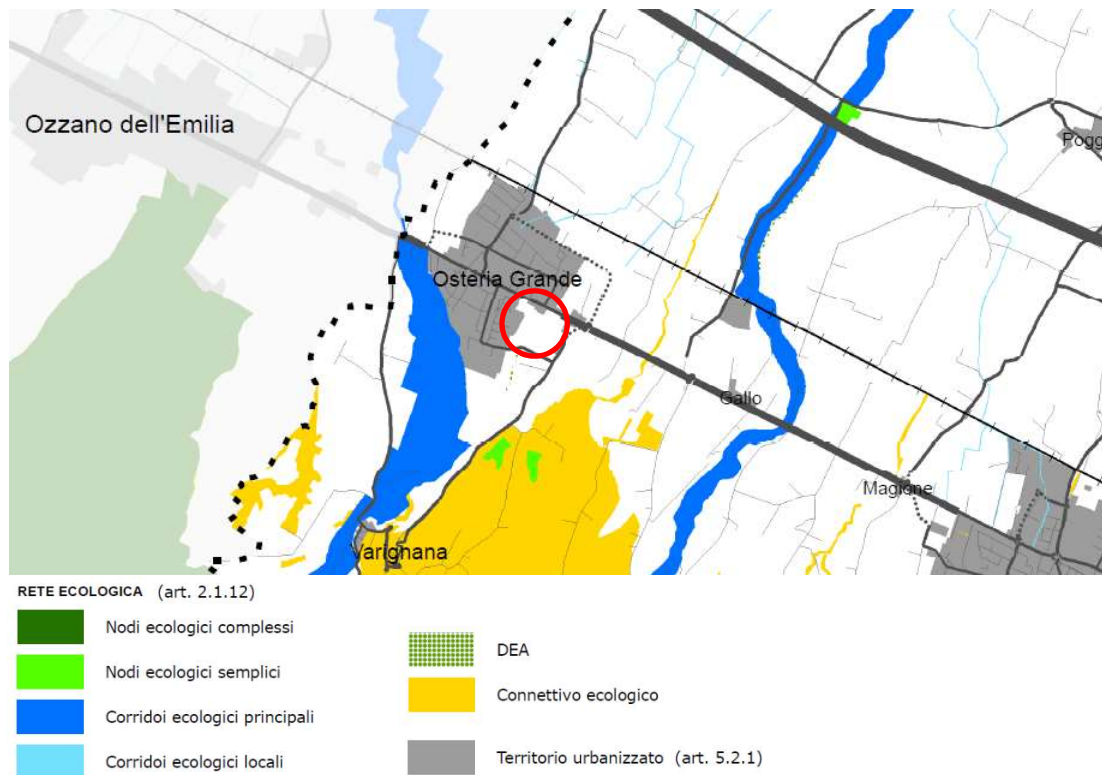 Ozzano dell'Emilia
Pogg
Osteria Grande
Gallo
Magione
Varignana
RETE ECOLOGICA (art. 2.1.12)
Nodi ecologici complessi
Nodi ecologici semplici
Corridoi ecologici principali
Corridoi ecologici locali
DEA
Connettivo ecologico
Territorio urbanizzato (art. 5.2.1)